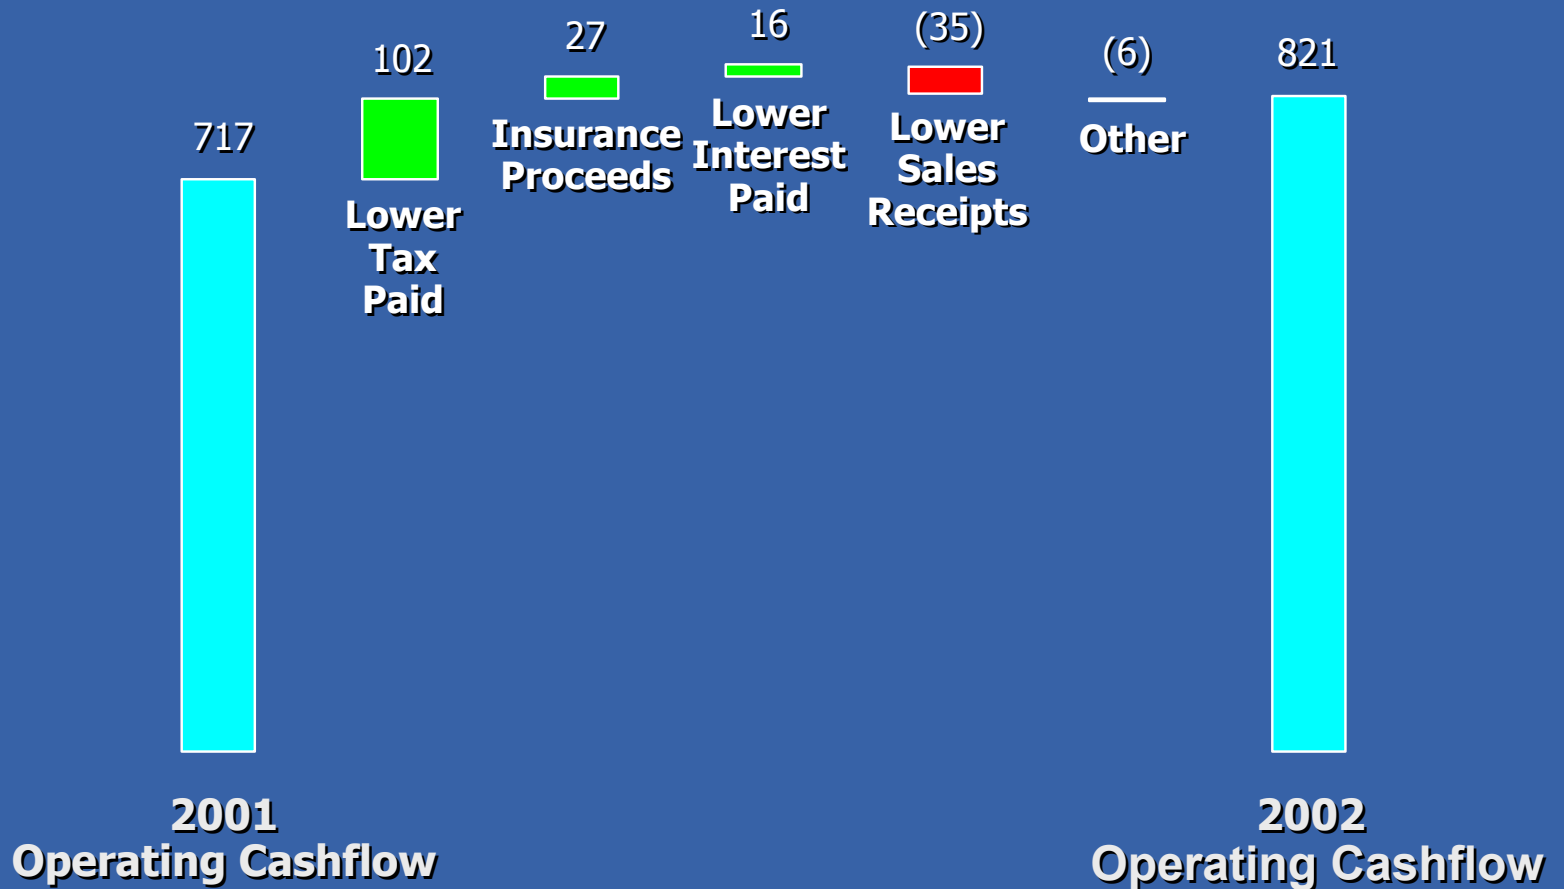 717
102
Lower
Tax
Paid
27
Insurance
Proceeds
16
Lower
Interest
Paid
(35)
Lower
Sales
Receipts
(6)
Other
821
2001
Operating Cashflow
2002
Operating Cashflow